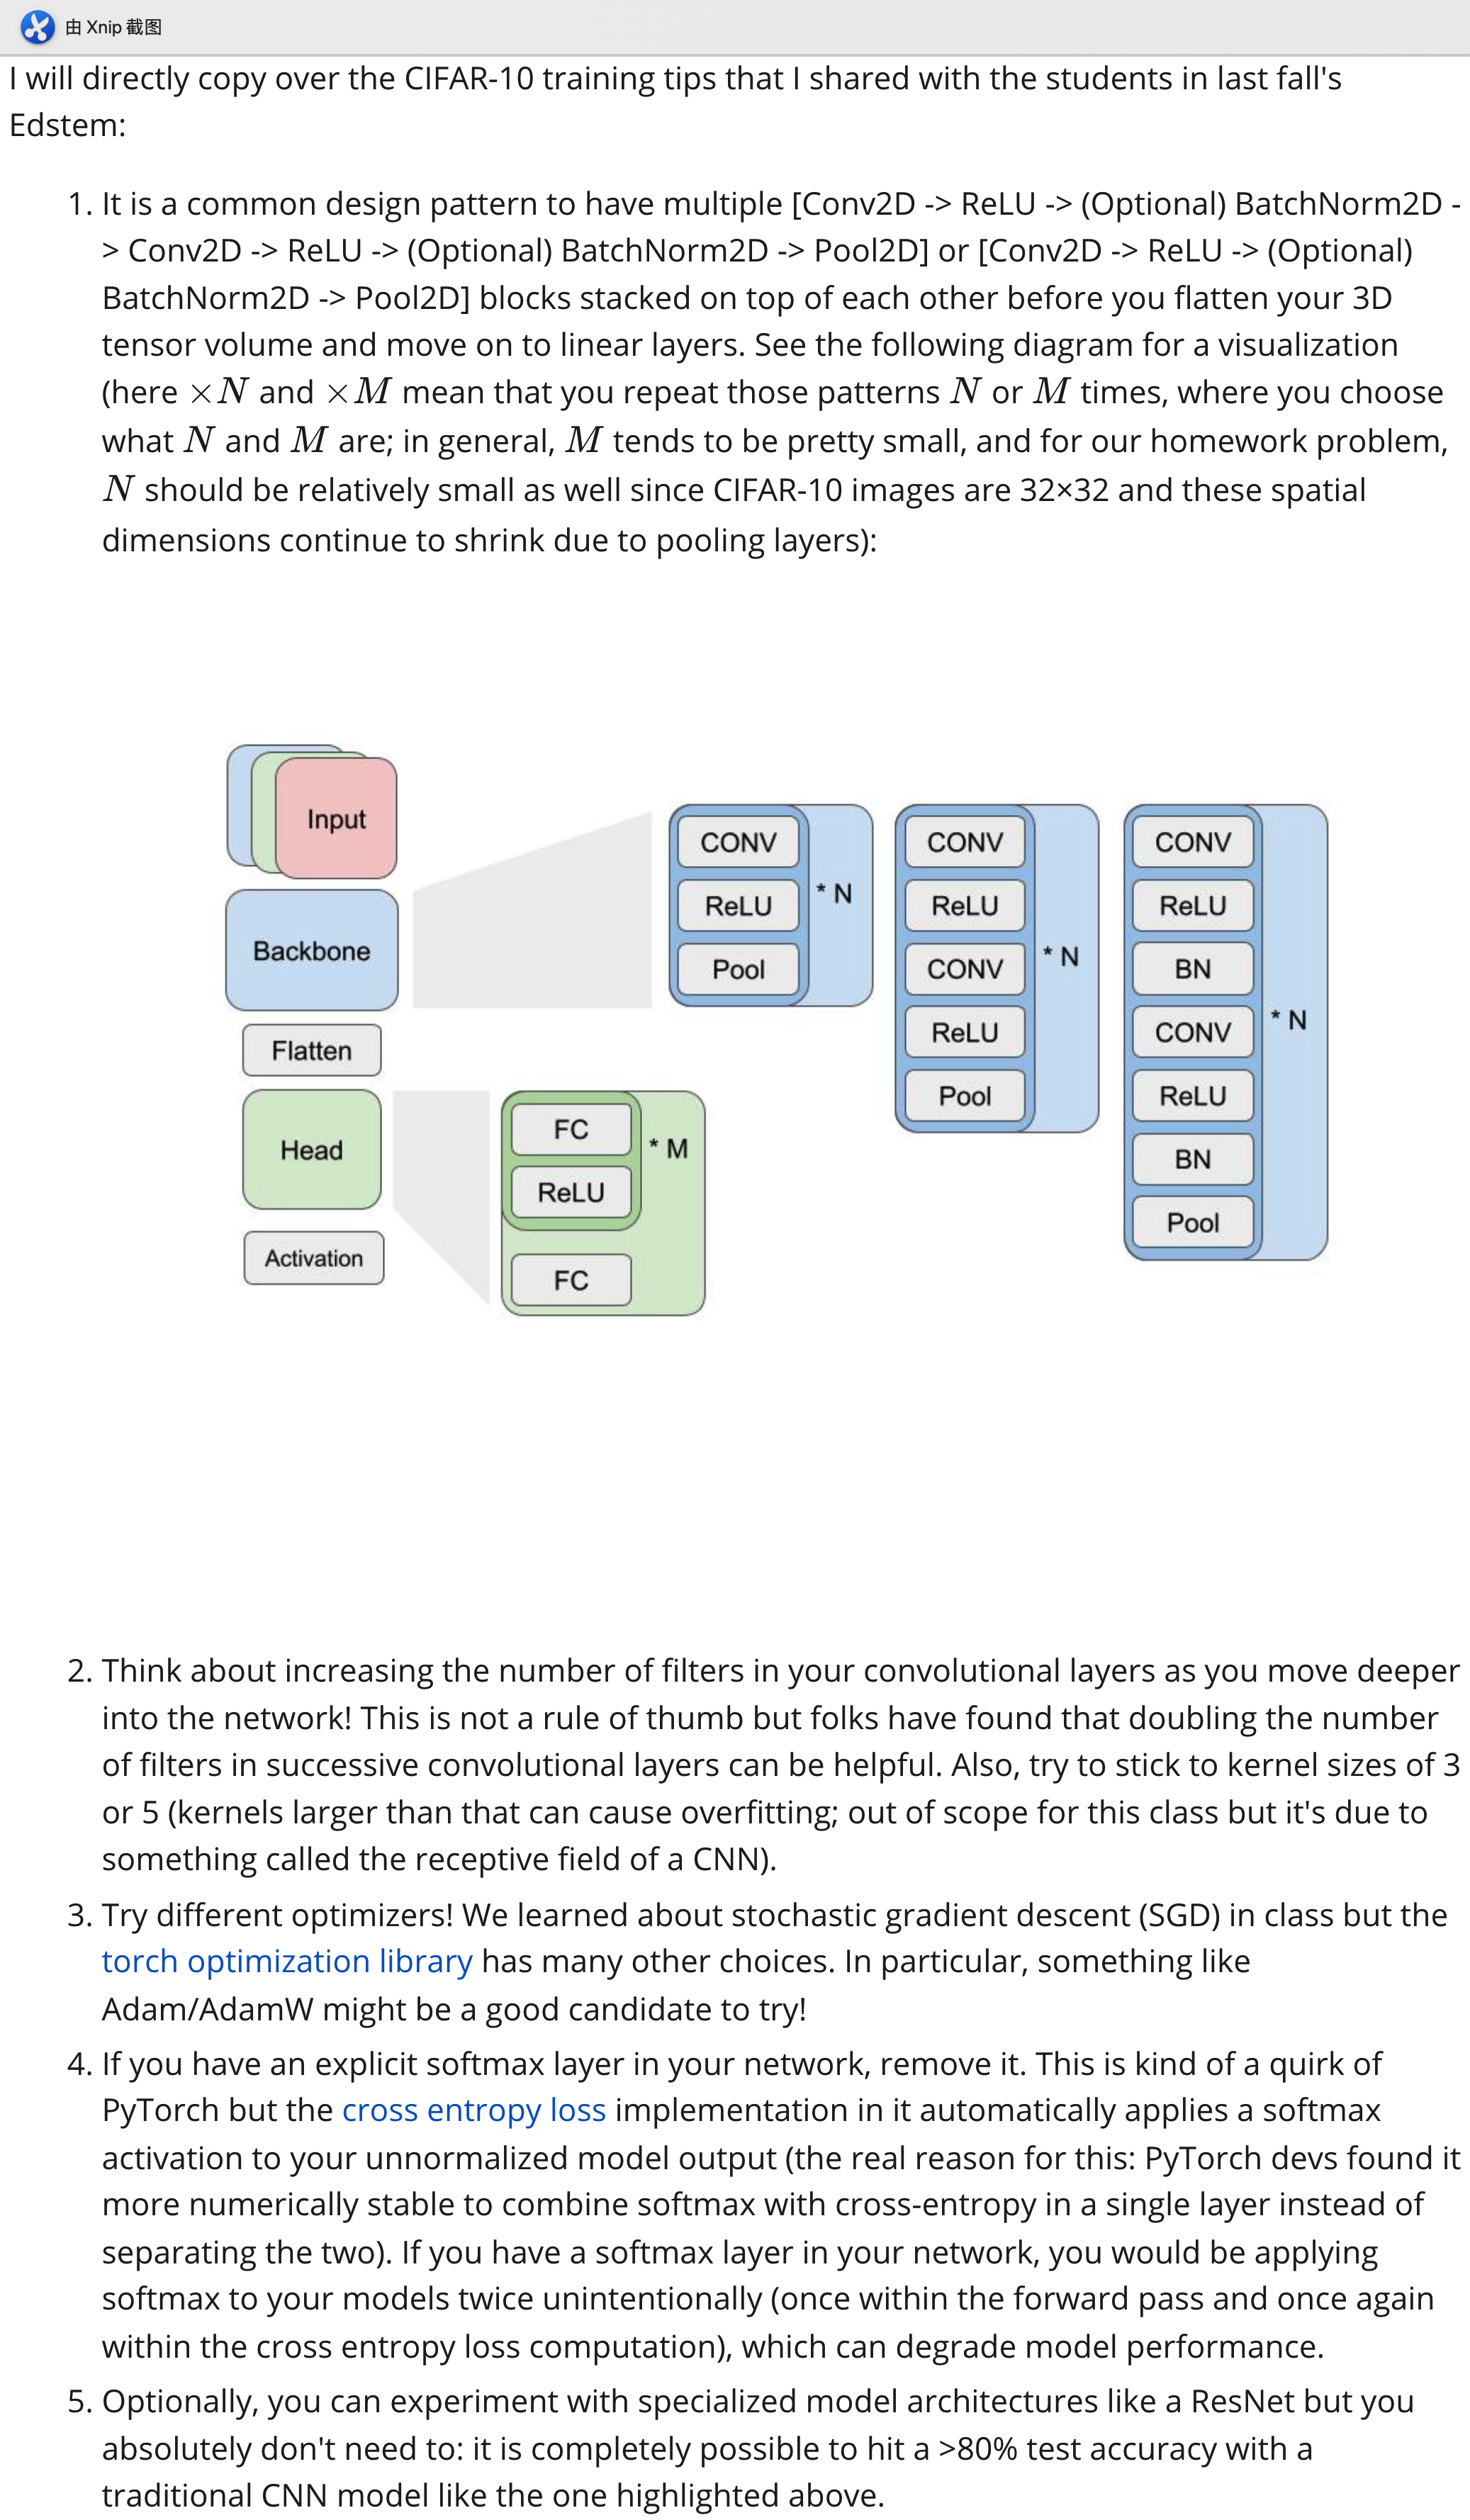 由 Xnip 截图
I will directly copy over the CIFAR-10 training tips that I shared with the students in last fall's
Edstem:
1. It is a common design pattern to have multiple [Conv2D -> ReLU -> (Optional) BatchNorm2D -
> Conv2D -> ReLU -> (Optional) BatchNorm2D -> Pool2D] or [Conv2D -> ReLU -> (Optional)
BatchNorm2D -> Pool2D] blocks stacked on top of each other before you flatten your 3D
tensor volume and move on to linear layers. See the following diagram for a visualization
(here ×N and ×M mean that you repeat those patterns N or M times, where you choose
what N and M are; in general, M tends to be pretty small, and for our homework problem,
N should be relatively small as well since CIFAR-10 images are 32×32 and these spatial
dimensions continue to shrink due to pooling layers):
Input
Backbone
Flatten
Head
Activation
CONV
ReLU
Pool
* N
CONV
ReLU
CONV
ReLU
Pool
* N
CONV
ReLU
BN
CONV
ReLU
BN
Pool
* N
FC
ReLU
* M
FC
2. Think about increasing the number of filters in your convolutional layers as you move deeper
into the network! This is not a rule of thumb but folks have found that doubling the number
of filters in successive convolutional layers can be helpful. Also, try to stick to kernel sizes of 3
or 5 (kernels larger than that can cause overfitting; out of scope for this class but it's due to
something called the receptive field of a CNN).
3. Try different optimizers! We learned about stochastic gradient descent (SGD) in class but the
torch optimization library has many other choices. In particular, something like
Adam/AdamW might be a good candidate to try!
4. If you have an explicit softmax layer in your network, remove it. This is kind of a quirk of
PyTorch but the cross entropy loss implementation in it automatically applies a softmax
activation to your unnormalized model output (the real reason for this: PyTorch devs found it
more numerically stable to combine softmax with cross-entropy in a single layer instead of
separating the two). If you have a softmax layer in your network, you would be applying
softmax to your models twice unintentionally (once within the forward pass and once again
within the cross entropy loss computation), which can degrade model performance.
5. Optionally, you can experiment with specialized model architectures like a ResNet but you
absolutely don't need to: it is completely possible to hit a >80% test accuracy with a
traditional CNN model like the one highlighted above.